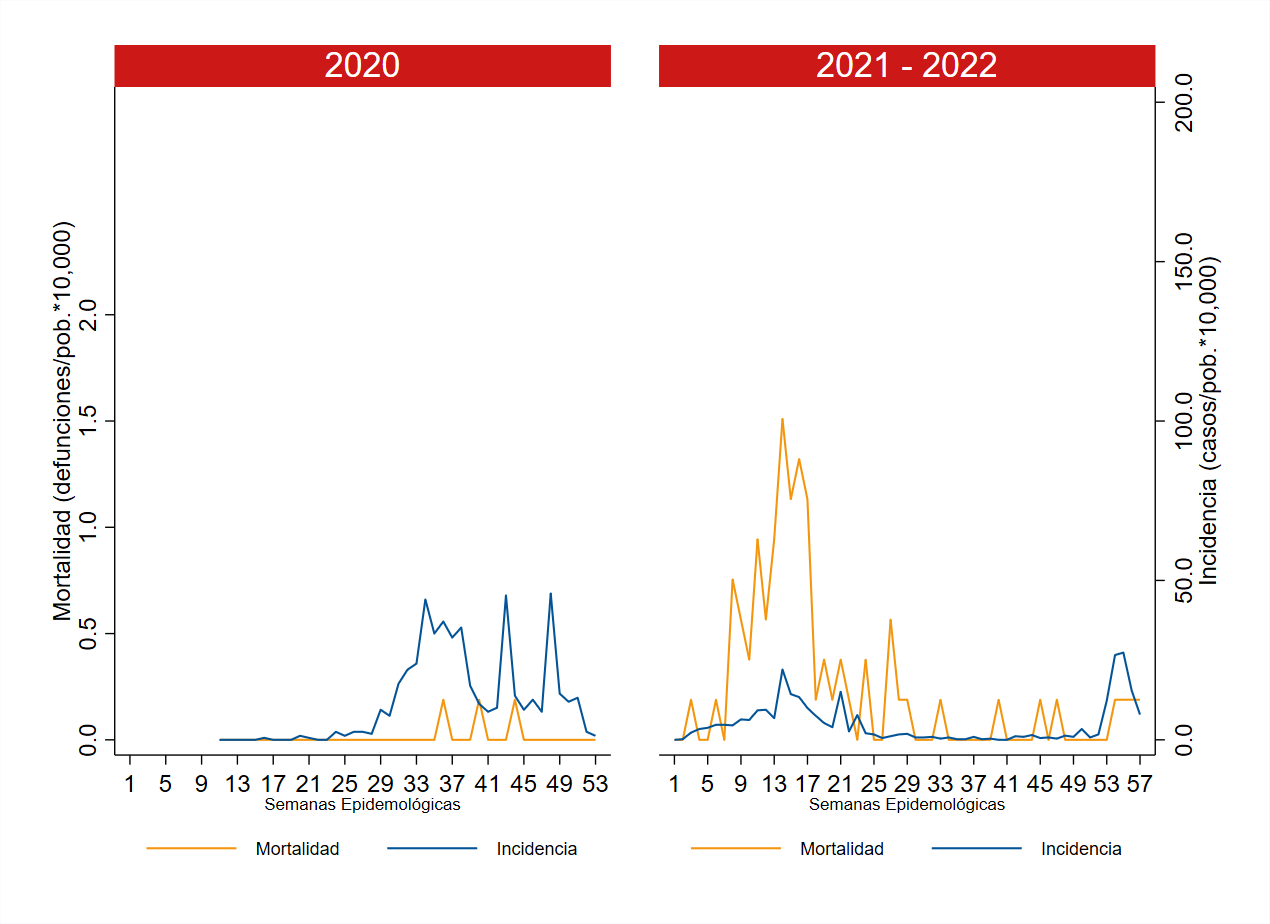 2020
2021 - 2022
Mortalidad (defunciones/pob.*10,000)
2.0
1.5
1.0
0.5
0.0
200.0
150.0
100.0
50.0
0.0
Incidencia (casos/pob.*10,000)
1 5 9 13 17 21 25 29 33 37 41 45 49 53
Semanas Epidemológicas
1 5 9 13 17 21 25 29 33 37 41 45 49 53 57
Semanas Epidemológicas
Mortalidad Incidencia
Mortalidad Incidencia